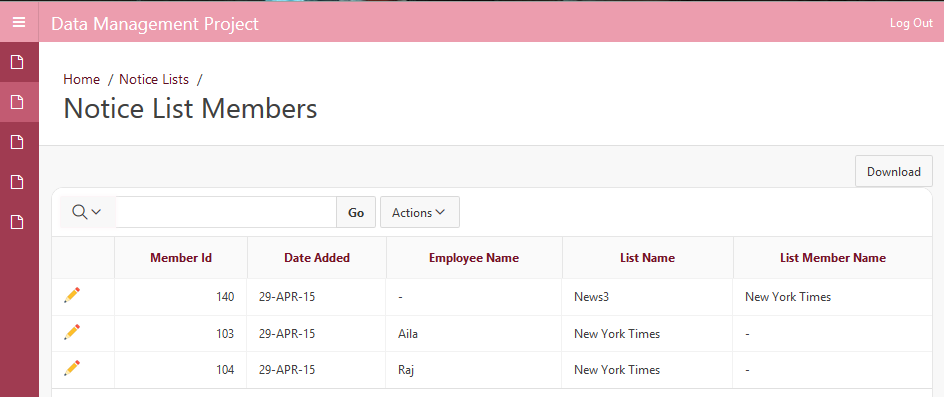 Data Management Project Log Out
Home / Notice Lists /
Notice List Members
Download
Go Actions
Member Id Date Added Employee Name List Name List Member Name
140 29-APR-15 - News3 New York Times
103 29-APR-15 Aila New York Times -
104 29-APR-15 Raj New York Times -